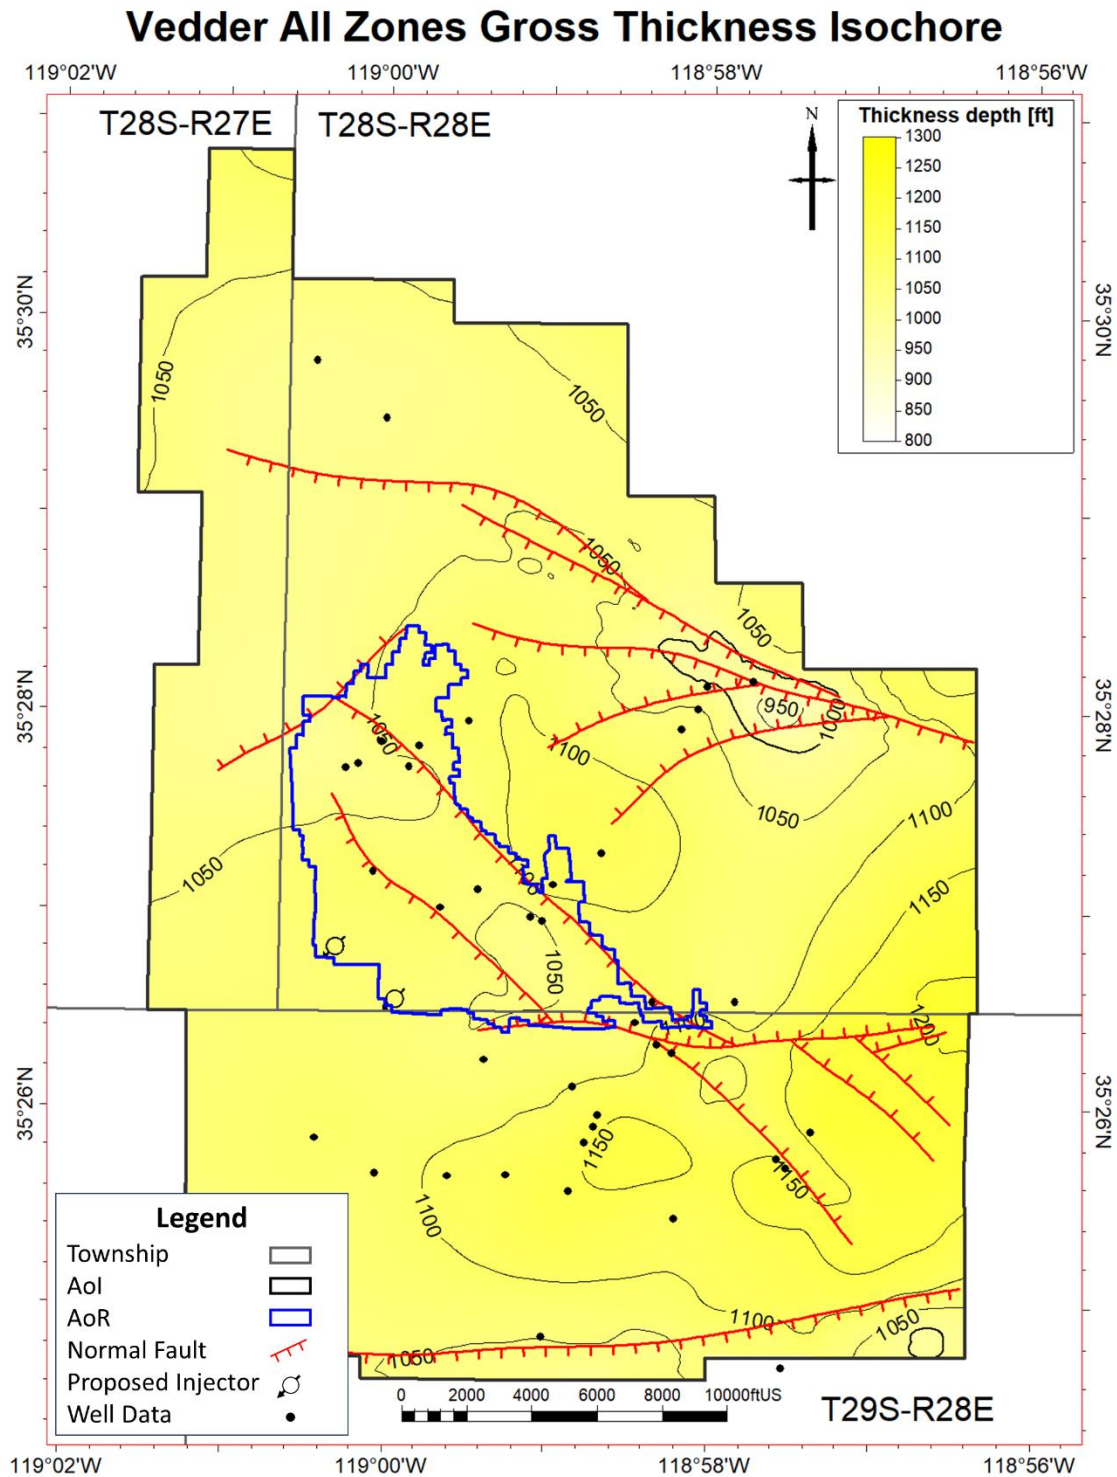 Vedder All Zones Gross Thickness Isochore
119°02'W 119°00'W 118°58'W 118°56'W
T28S-R27E T28S-R28E
N
Thickness depth [ft]
1300
1250
1200
1150
1100
1050
1000
950
900
850
800
35°30'N 35°30'N
1050
1050
1050
1050
35°28'N 35°28'N
950
1000
1050
1100
1050
1100
1050
1150
1050
1200
35°26'N 35°26'N
1150
1150
1100
1100
1050
1050
Legend
Township
AoI
AoR
Normal Fault
Proposed Injector
Well Data
0 2000 4000 6000 8000 10000ftUS
T29S-R28E
119°02'W 119°00'W 118°58'W 118°56'W